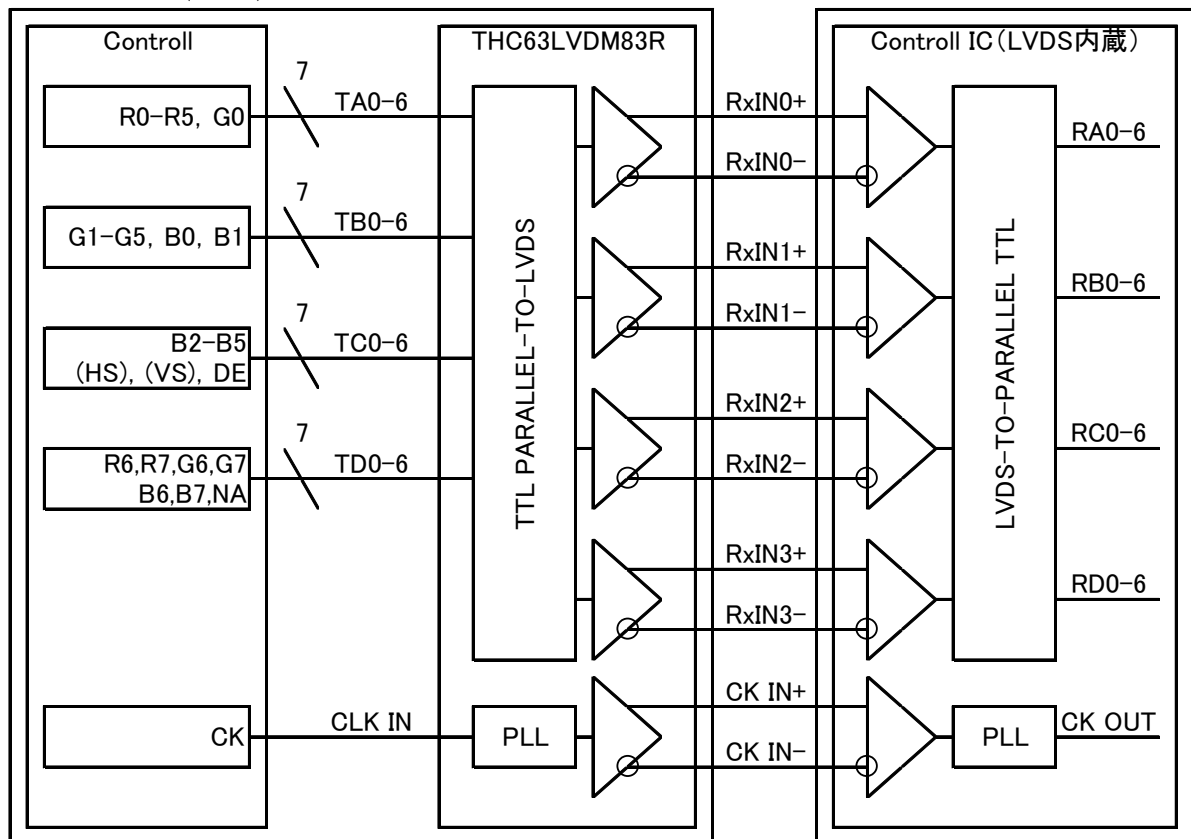 Controll
THC63LVDM83R
Controll IC(LVDS内蔵)
7
R0-R5, G0
TA0-6
RxIN0+
RxIN0-
RA0-6
7
G1-G5, B0, B1
TB0-6
RxIN1+
RxIN1-
RB0-6
7
B2-B5
(HS), (VS), DE
TC0-6
RxIN2+
RxIN2-
RC0-6
7
R6,R7,G6,G7
B6,B7,NA
TD0-6
RxIN3+
RxIN3-
RD0-6
TTL PARALLEL-TO-LVDS
LVDS-TO-PARALLEL TTL
CK
CLK IN
PLL
CK IN+
CK IN-
PLL
CK OUT